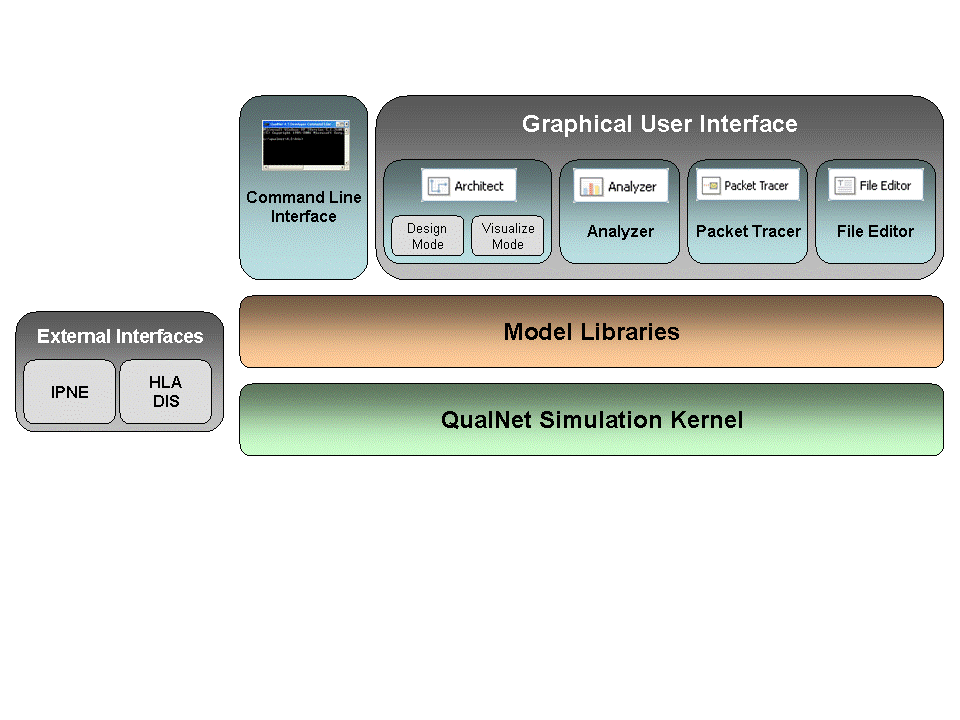 Graphical User Interface
Command Line
Interface
Architect
Design
Mode
Visualize
Mode
Analyzer
Analyzer
Packet Tracer
Packet Tracer
File Editor
File Editor
External Interfaces
IPNE
HLA
DIS
Model Libraries
QualNet Simulation Kernel